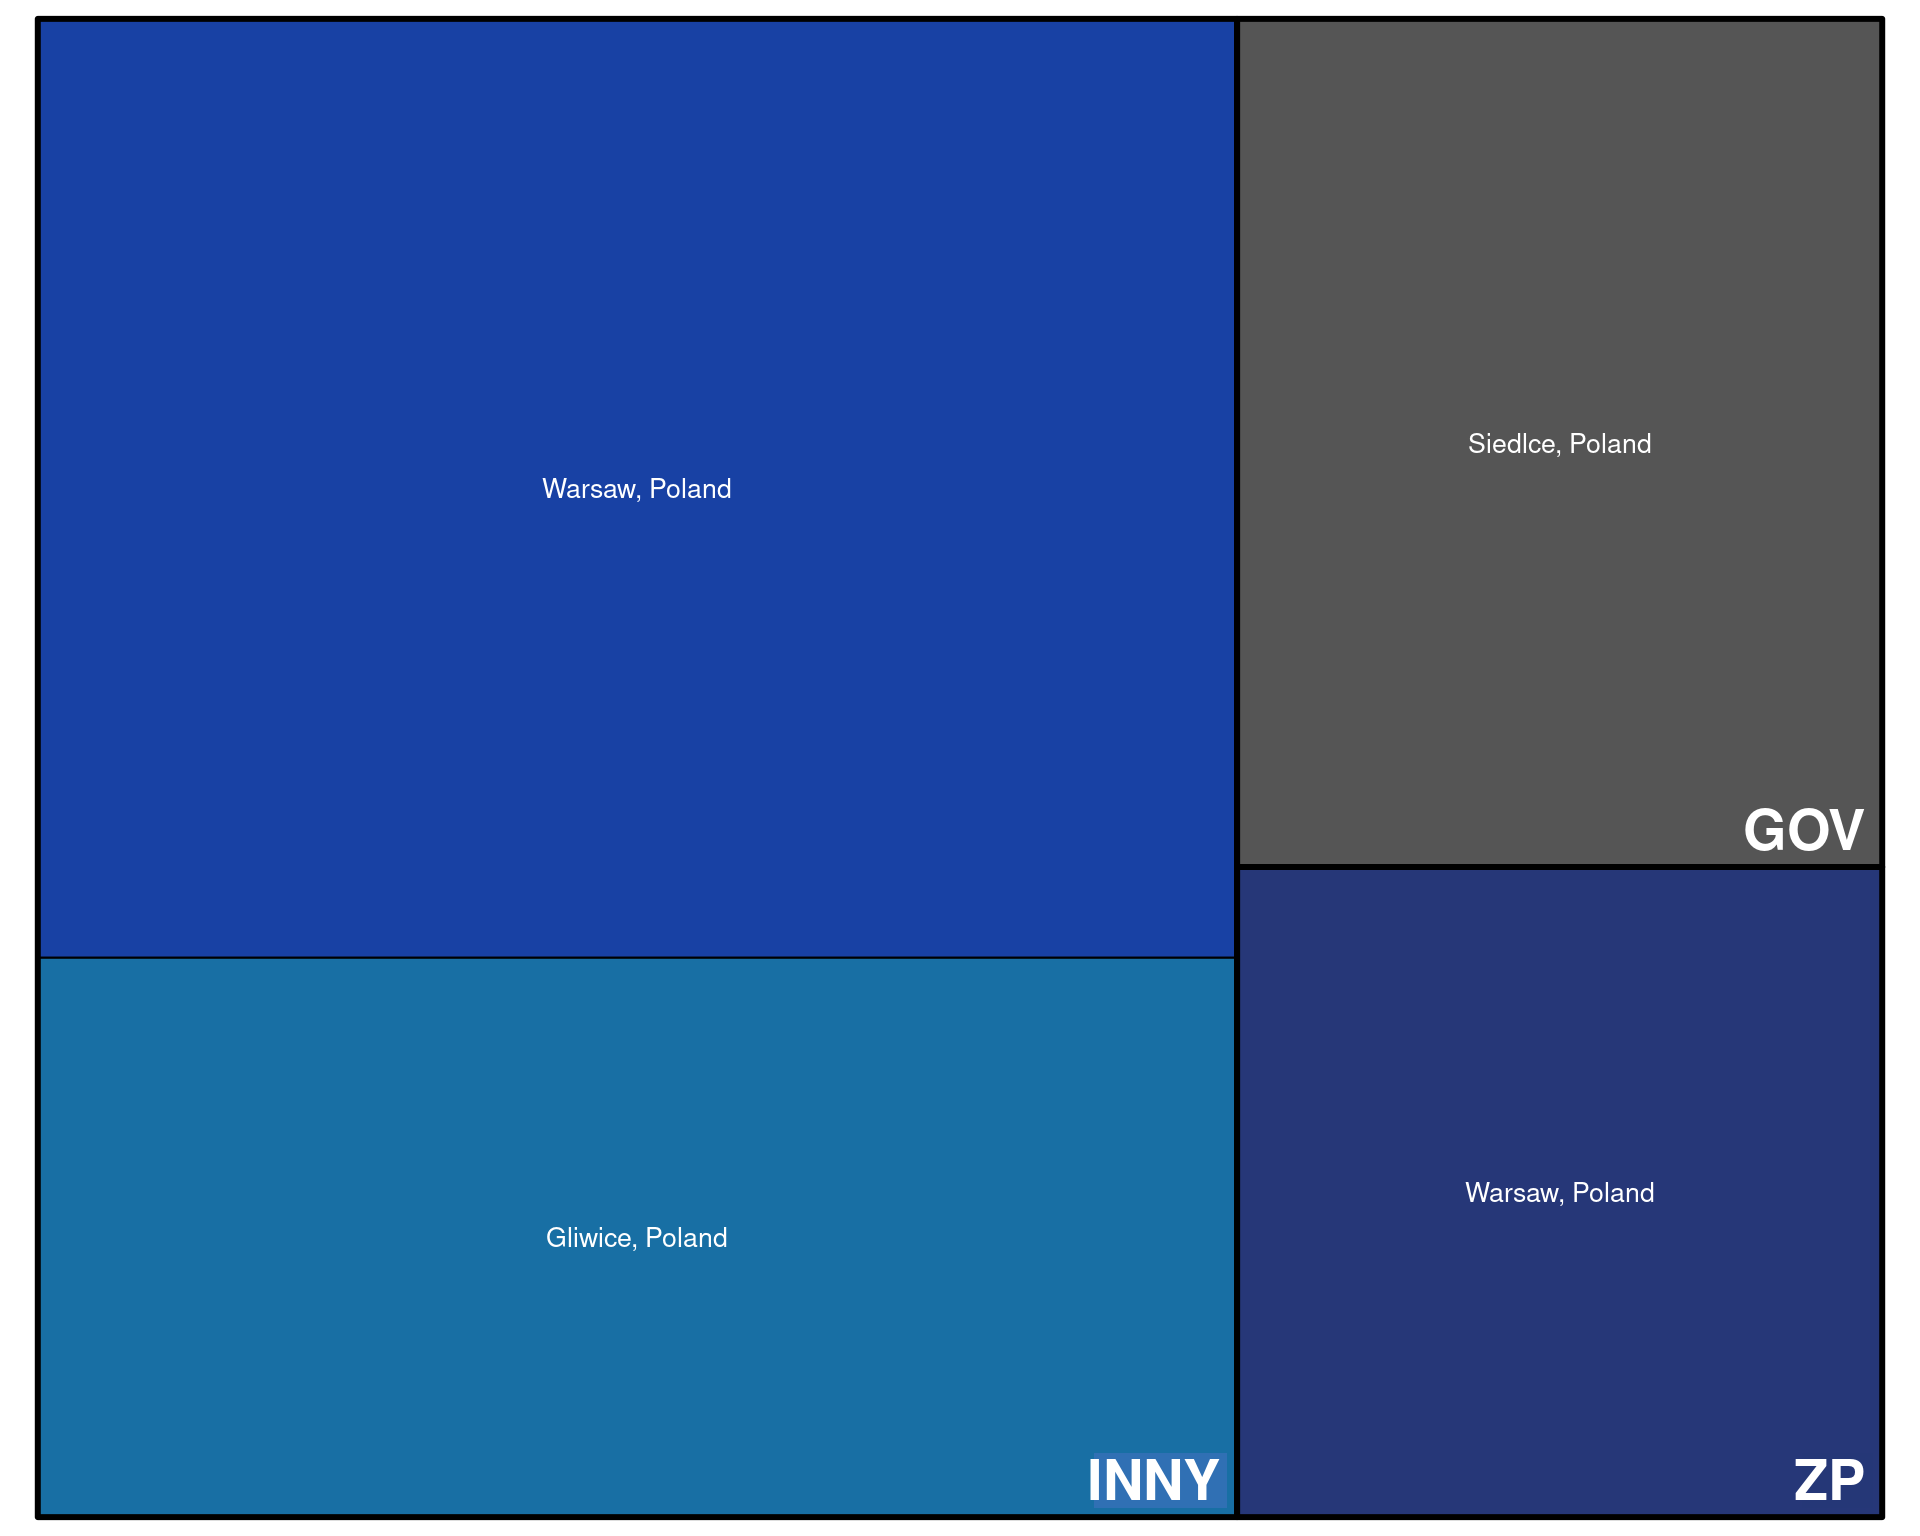 Warsaw, Poland
Gliwice, Poland
INNY
Siedlce, Poland
GOV
Warsaw, Poland
ZP